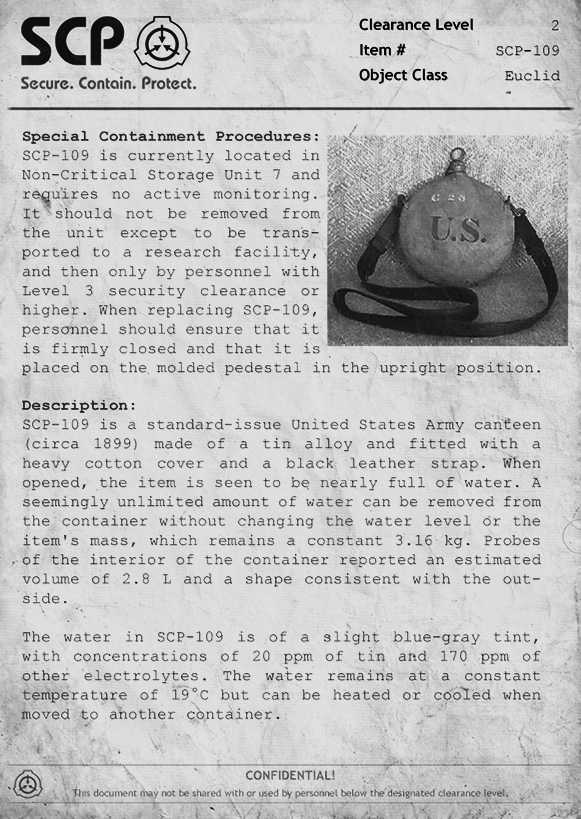 SCP
Secure. Contain. Protect.
Clearance Level 2
Item # SCP-109
Object Class Euclid
Special Containment Procedures:
SCP-109 is currently located in
Non-Critical Storage Unit 7 and
requires no active monitoring.
It should not be removed from
the unit except to be trans-
ported to a research facility,
and then only by personnel with
Level 3 security clearance or
higher. When replacing SCP-109,
personnel should ensure that it
is firmly closed and that it is
placed on the molded pedestal in the upright position.
C 28
U.S.
Description:
SCP-109 is a standard-issue United States Army canteen
(circa 1899) made of a tin alloy and fitted with a
heavy cotton cover and a black leather strap. When
opened, the item is seen to be nearly full of water. A
seemingly unlimited amount of water can be removed from
the container without changing the water level or the
item's mass, which remains a constant 3.16 kg. Probes
of the interior of the container reported an estimated
volume of 2.8 L and a shape consistent with the out-
side.
The water in SCP-109 is of a slight blue-gray tint,
with concentrations of 20 ppm of tin and 170 ppm of
other electrolytes. The water remains at a constant
temperature of 19°C but can be heated or cooled when
moved to another container.
CONFIDENTIAL!
This document may not be shared with or used by personnel below the designated clearance level.